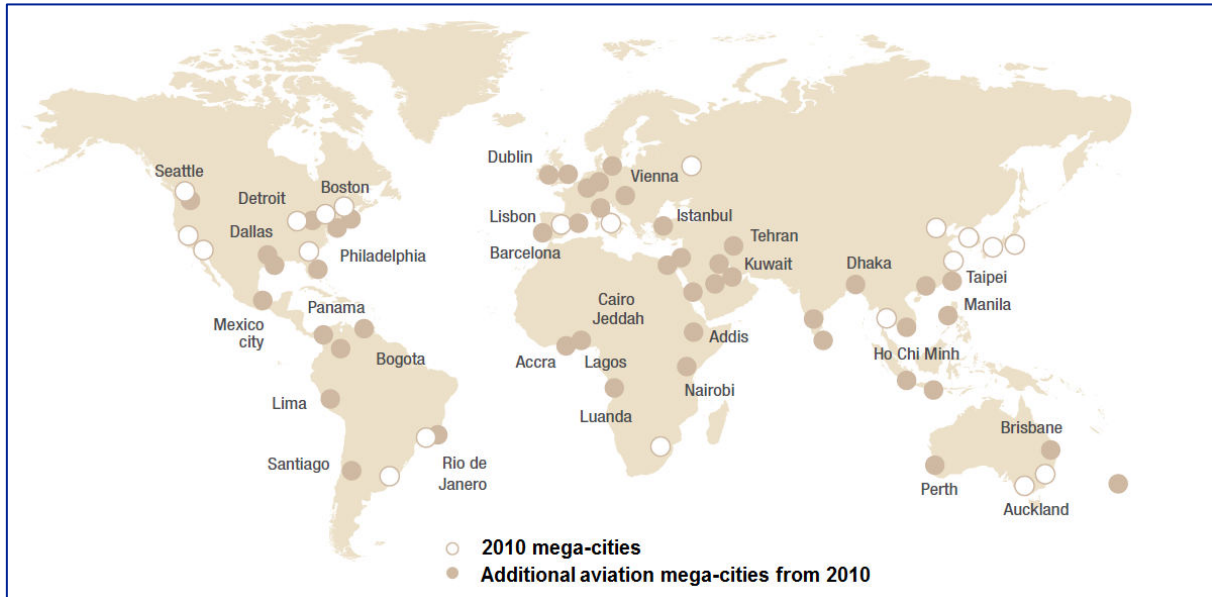 Seattle
Detroit
Boston
Dallas
Philadelphia
Mexico
city
Panama
Bogota
Lima
Santiago
Rio de
Janero
Dublin
Vienna
Lisbon
Istanbul
Barcelona
Tehran
Kuwait
Cairo
Jeddah
Accra
Lagos
Addis
Nairobi
Luanda
Dhaka
Taipei
Manila
Ho Chi Minh
Brisbane
Perth
Auckland
2010 mega-cities
Additional aviation mega-cities from 2010